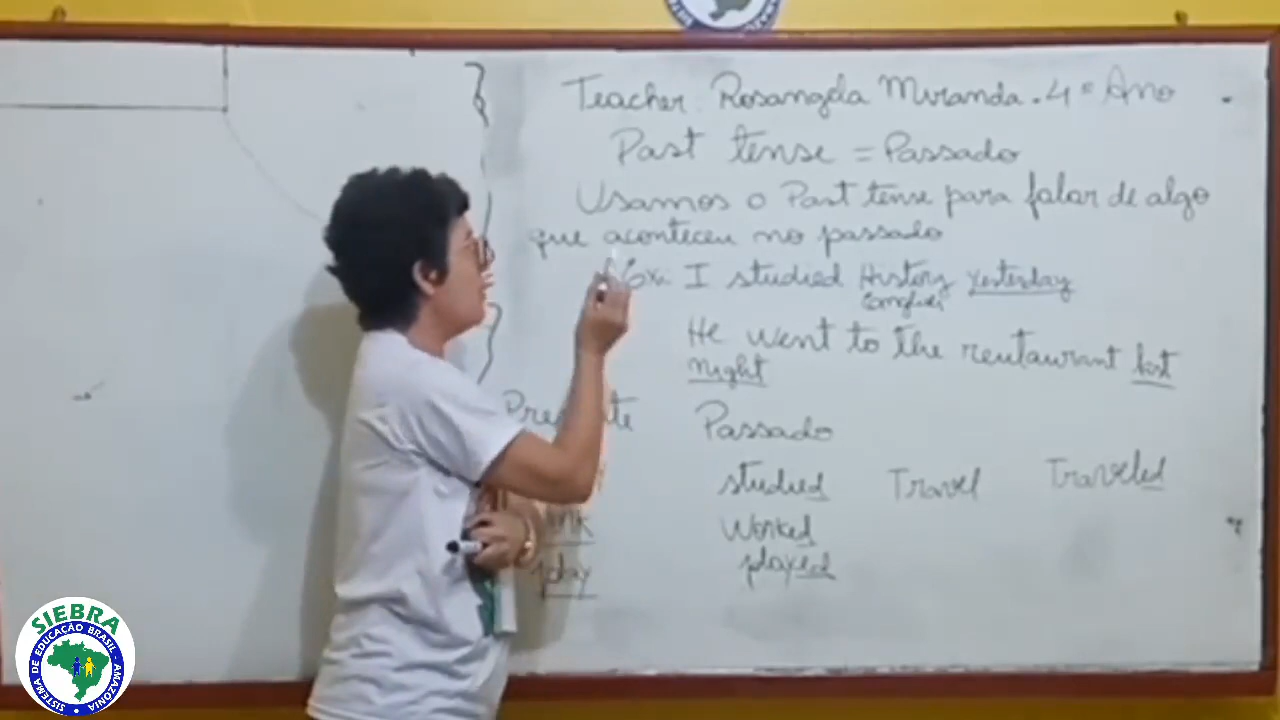 Teacher: Rosangela Miranda. 4º Ano
Past tense = Passado
Usamos o Past tense para falar de algo
que aconteceu no passado
Ex: I studied History yesterday
He went to the restaurant last
night
Passado
studied Travel Traveled
Worked
play played
SIEBRA
SISTEMA DE EDUCAÇÃO BRASIL - AMAZÔNIA